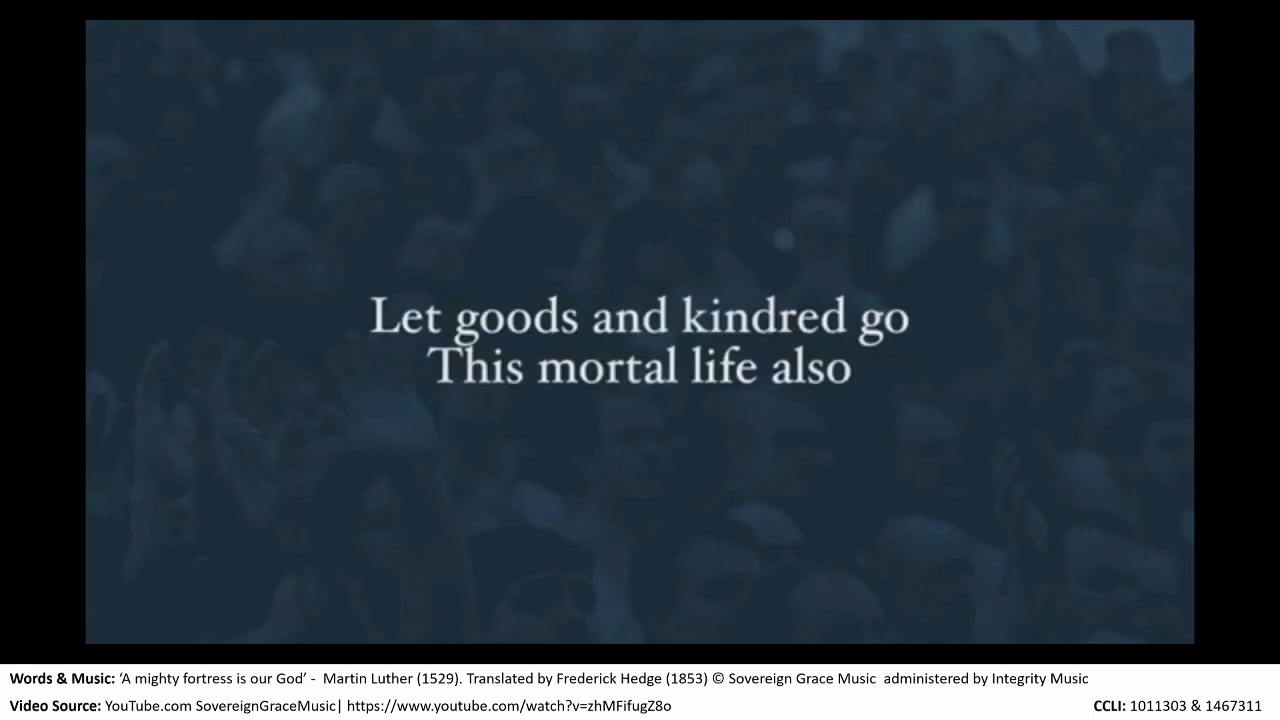 Let goods and kindred go
This mortal life also
Words & Music: ‘A mighty fortress is our God’ - Martin Luther (1529). Translated by Frederick Hedge (1853) © Sovereign Grace Music administered by Integrity Music
Video Source: YouTube.com SovereignGraceMusic| https://www.youtube.com/watch?v=zhMFifugZ8o
CCLI: 1011303 & 1467311